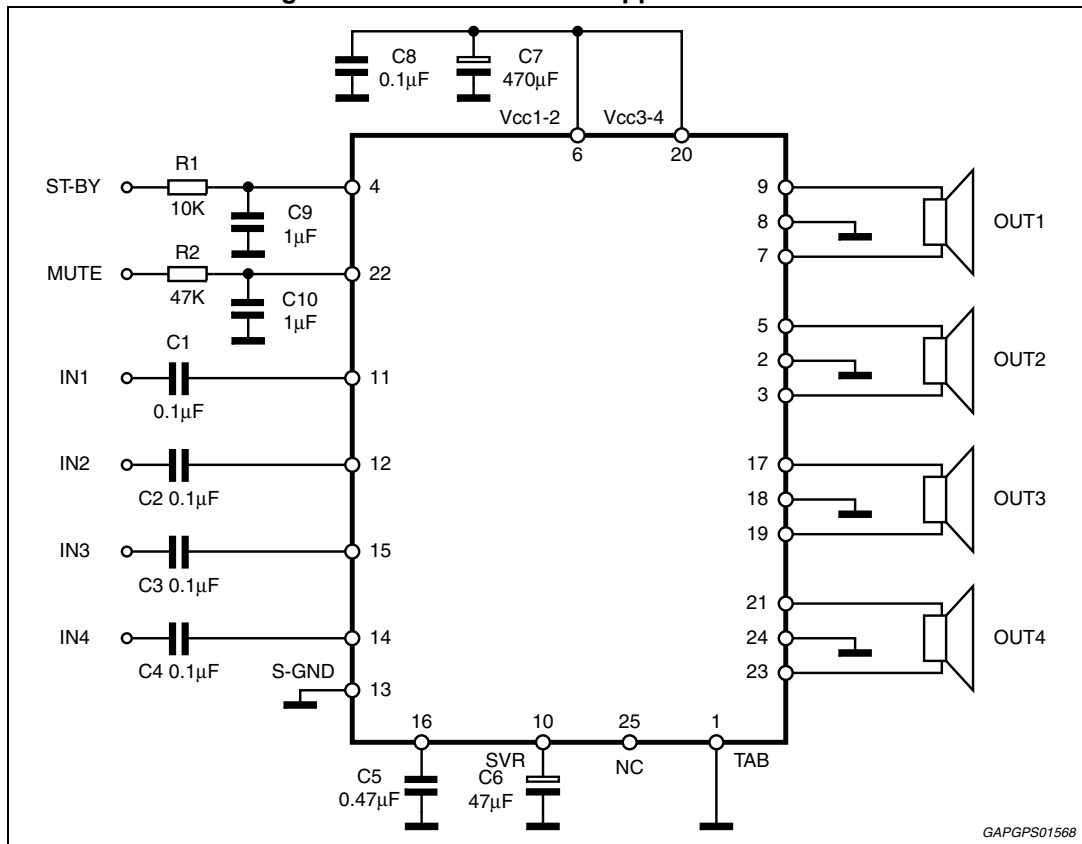 C8
0.1µF
C7
470µF
Vcc1-2
Vcc3-4
6
20
ST-BY
R1
10K
4
C9
1µF
MUTE
R2
47K
22
C10
1µF
IN1
C1
0.1µF
11
IN2
C2 0.1µF
12
IN3
C3 0.1µF
15
IN4
C4 0.1µF
14
S-GND
13
9
8
7
OUT1
5
2
3
OUT2
17
18
19
OUT3
21
24
23
OUT4
16
10
25
1
C5
0.47µF
SVR
C6
47µF
NC
TAB
GAPGPS01568